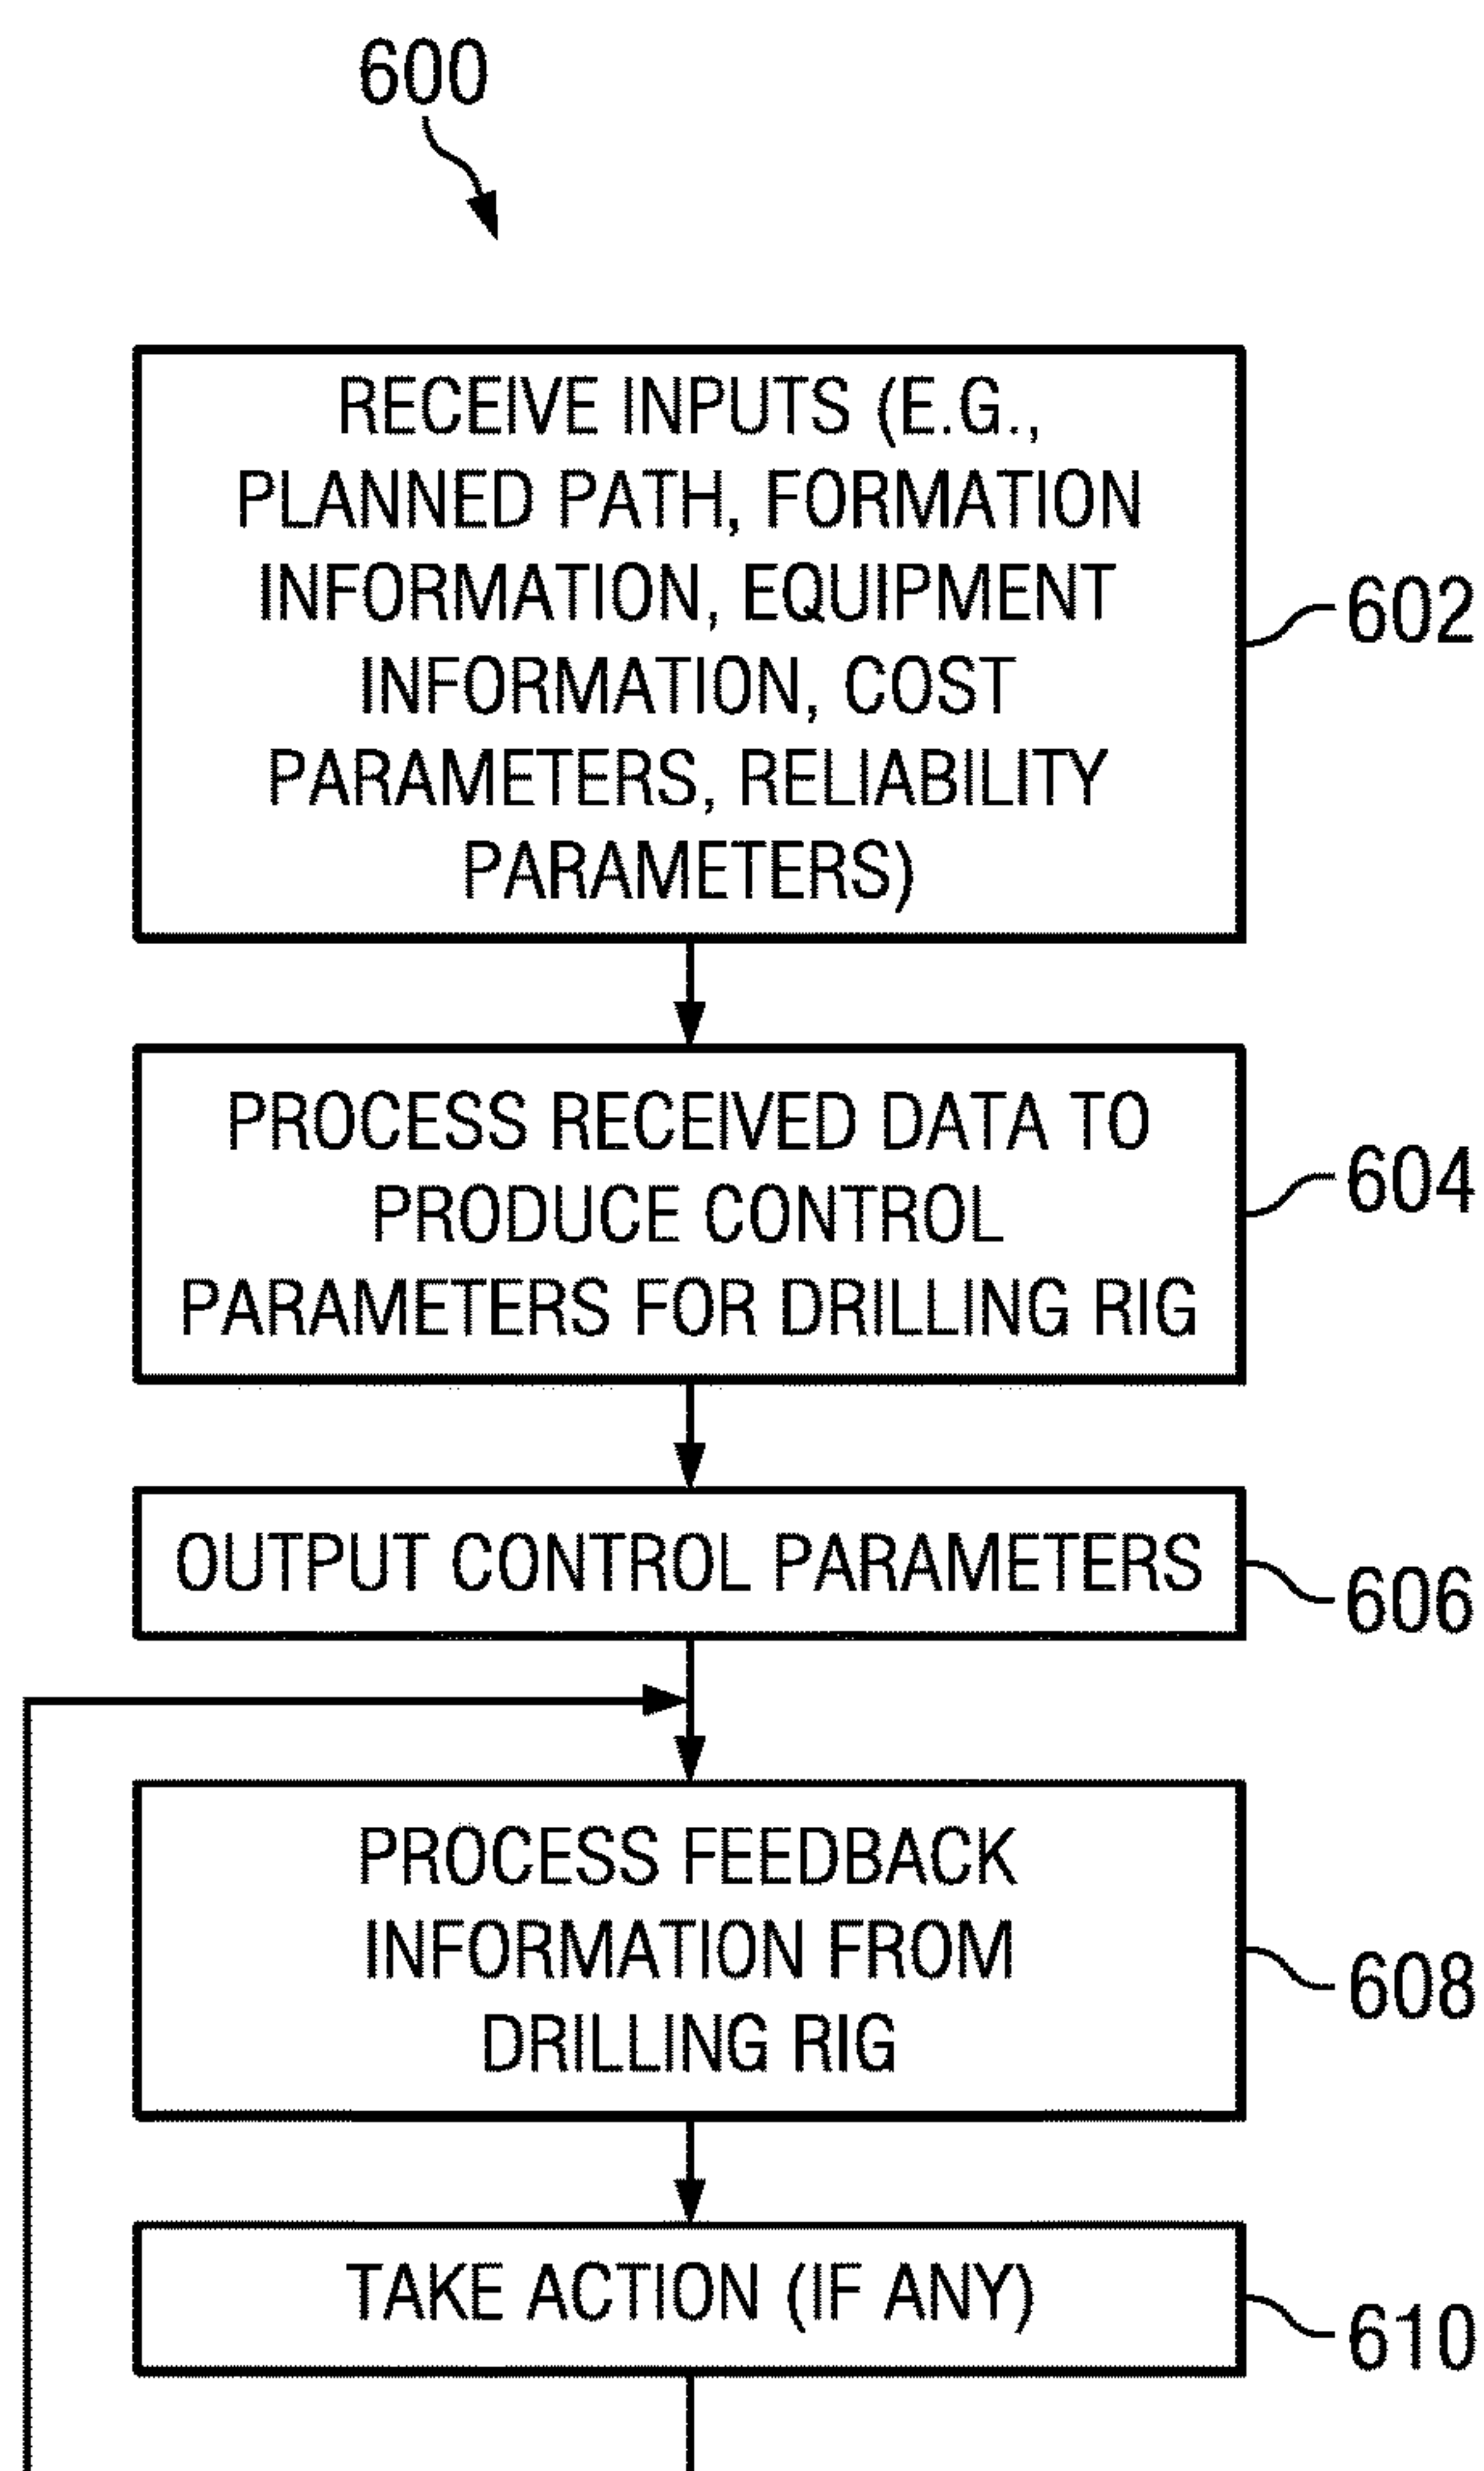 600
RECEIVE INPUTS (E.G.,
PLANNED PATH, FORMATION
INFORMATION, EQUIPMENT
INFORMATION, COST
PARAMETERS, RELIABILITY
PARAMETERS)
602
PROCESS RECEIVED DATA TO
PRODUCE CONTROL
PARAMETERS FOR DRILLING RIG
604
OUTPUT CONTROL PARAMETERS
606
PROCESS FEEDBACK
INFORMATION FROM
DRILLING RIG
608
TAKE ACTION (IF ANY)
610